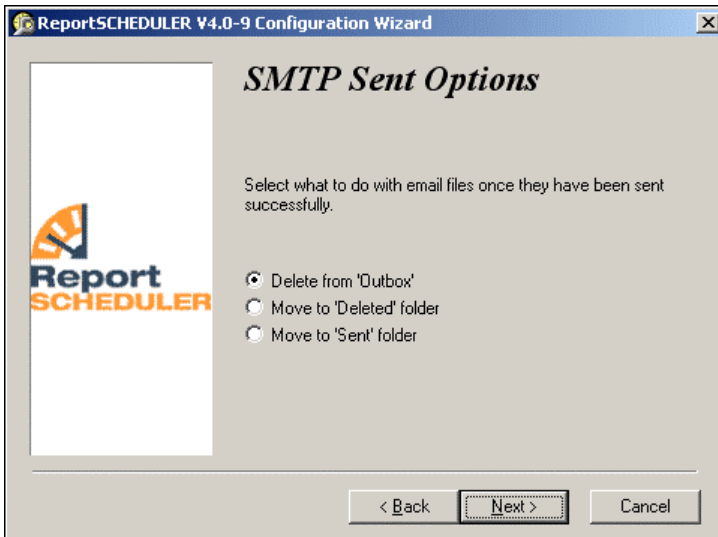 ReportSCHEDULER V4.0-9 Configuration Wizard
SMTP Sent Options
Select what to do with email files once they have been sent
successfully.
Report
SCHEDULER
Delete from 'Outbox'
Move to 'Deleted' folder
Move to 'Sent' folder
< Back
Next >
Cancel